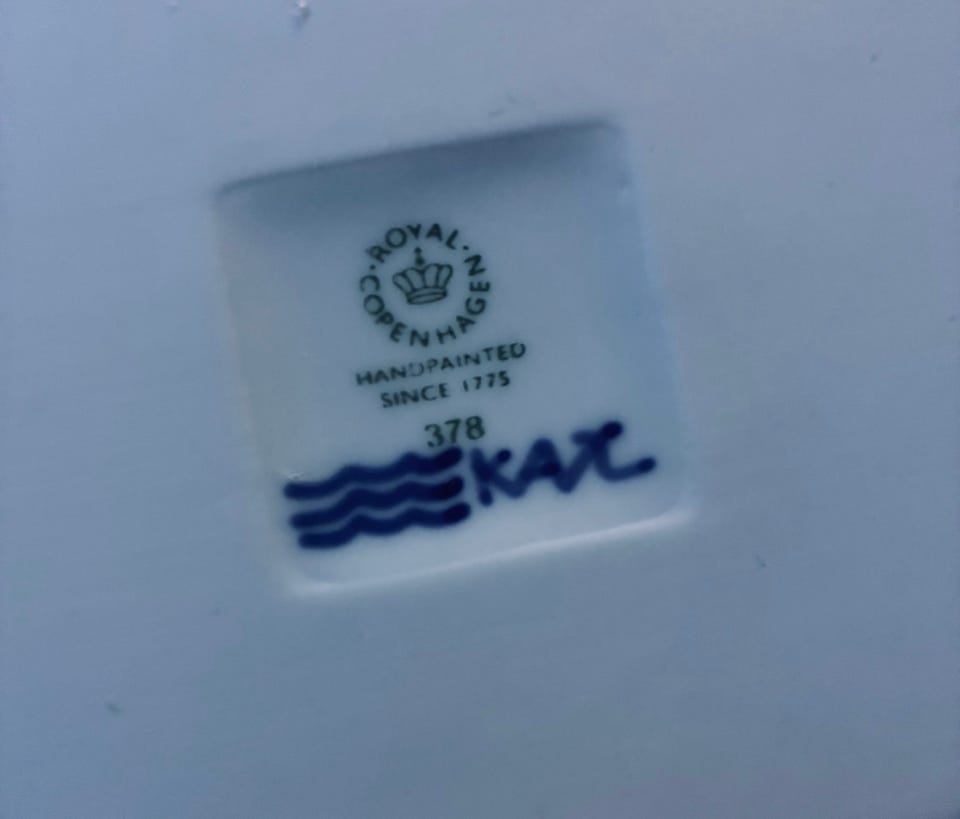 ROYAL
COPENHAGEN
HANDPAINTED
SINCE 1775
378